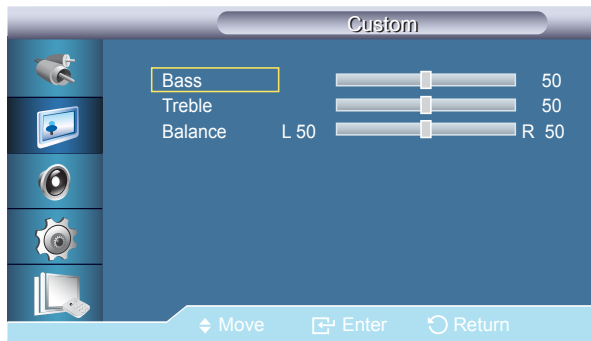 Custom
Bass 50
Treble 50
Balance L 50 R 50
Move Enter Return